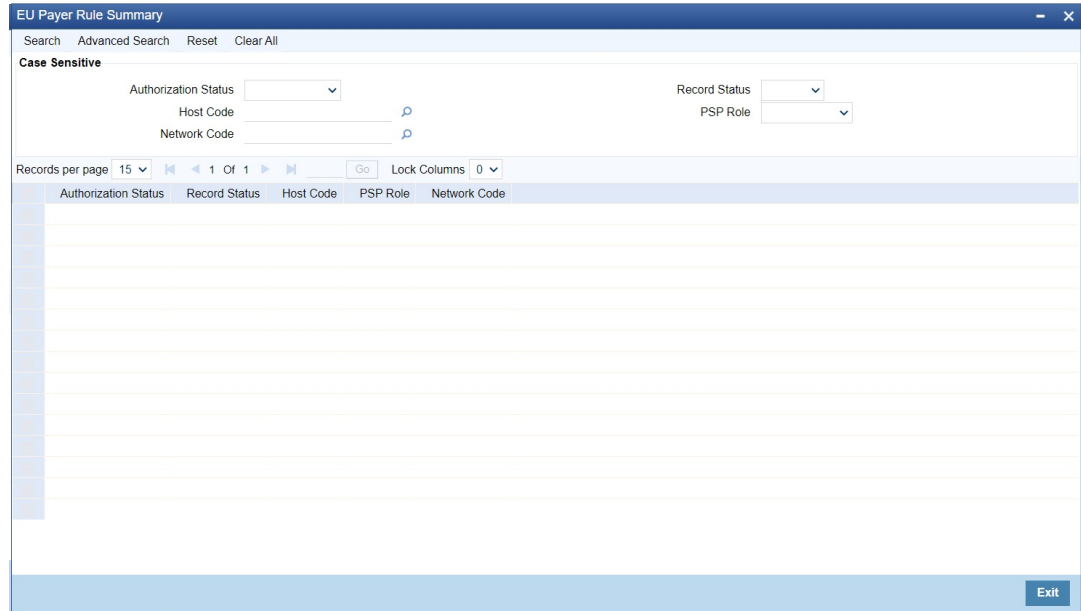 EU Payer Rule Summary
Search Advanced Search Reset Clear All
Case Sensitive
Authorization Status Record Status
Host Code PSP Role
Network Code
Records per page 15 1 Of 1 Go Lock Columns 0
Authorization Status Record Status Host Code PSP Role Network Code
Exit